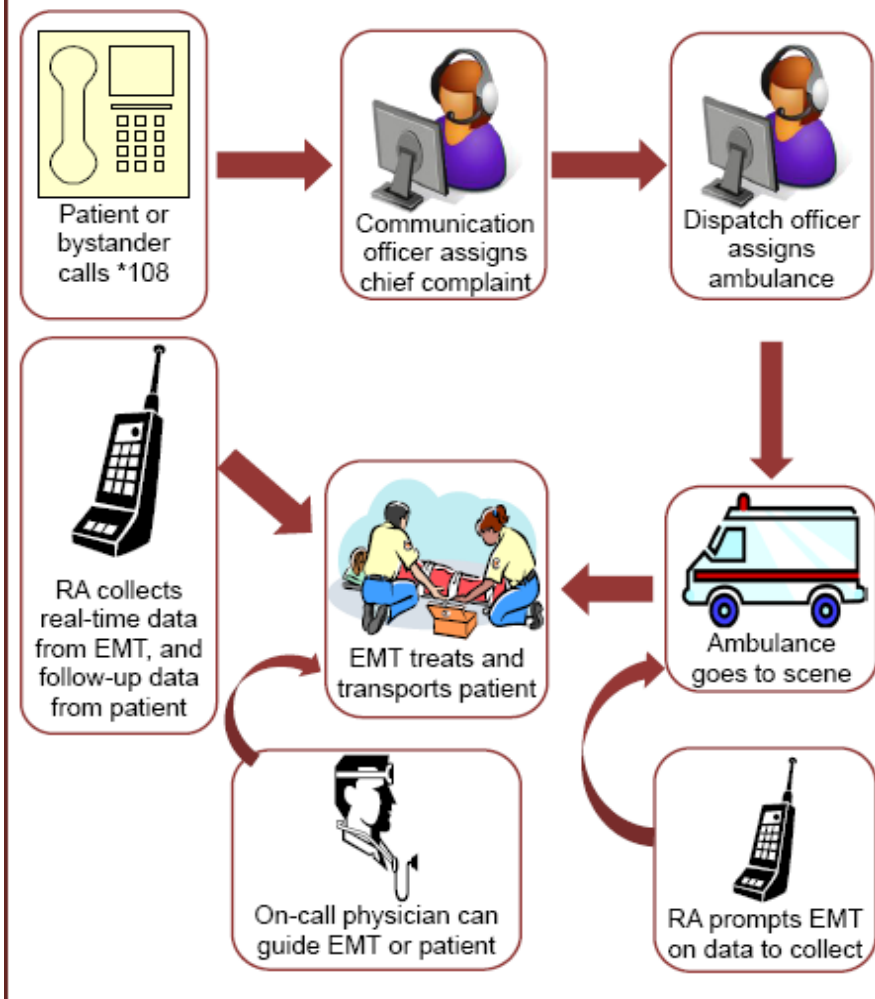 Patient or
bystander
calls *108
Communication
officer assigns
chief complaint
Dispatch officer
assigns
ambulance
RA collects
real-time data
from EMT, and
follow-up data
from patient
EMT treats and
transports patient
Ambulance
goes to scene
On-call physician can
guide EMT or patient
RA prompts EMT
on data to collect